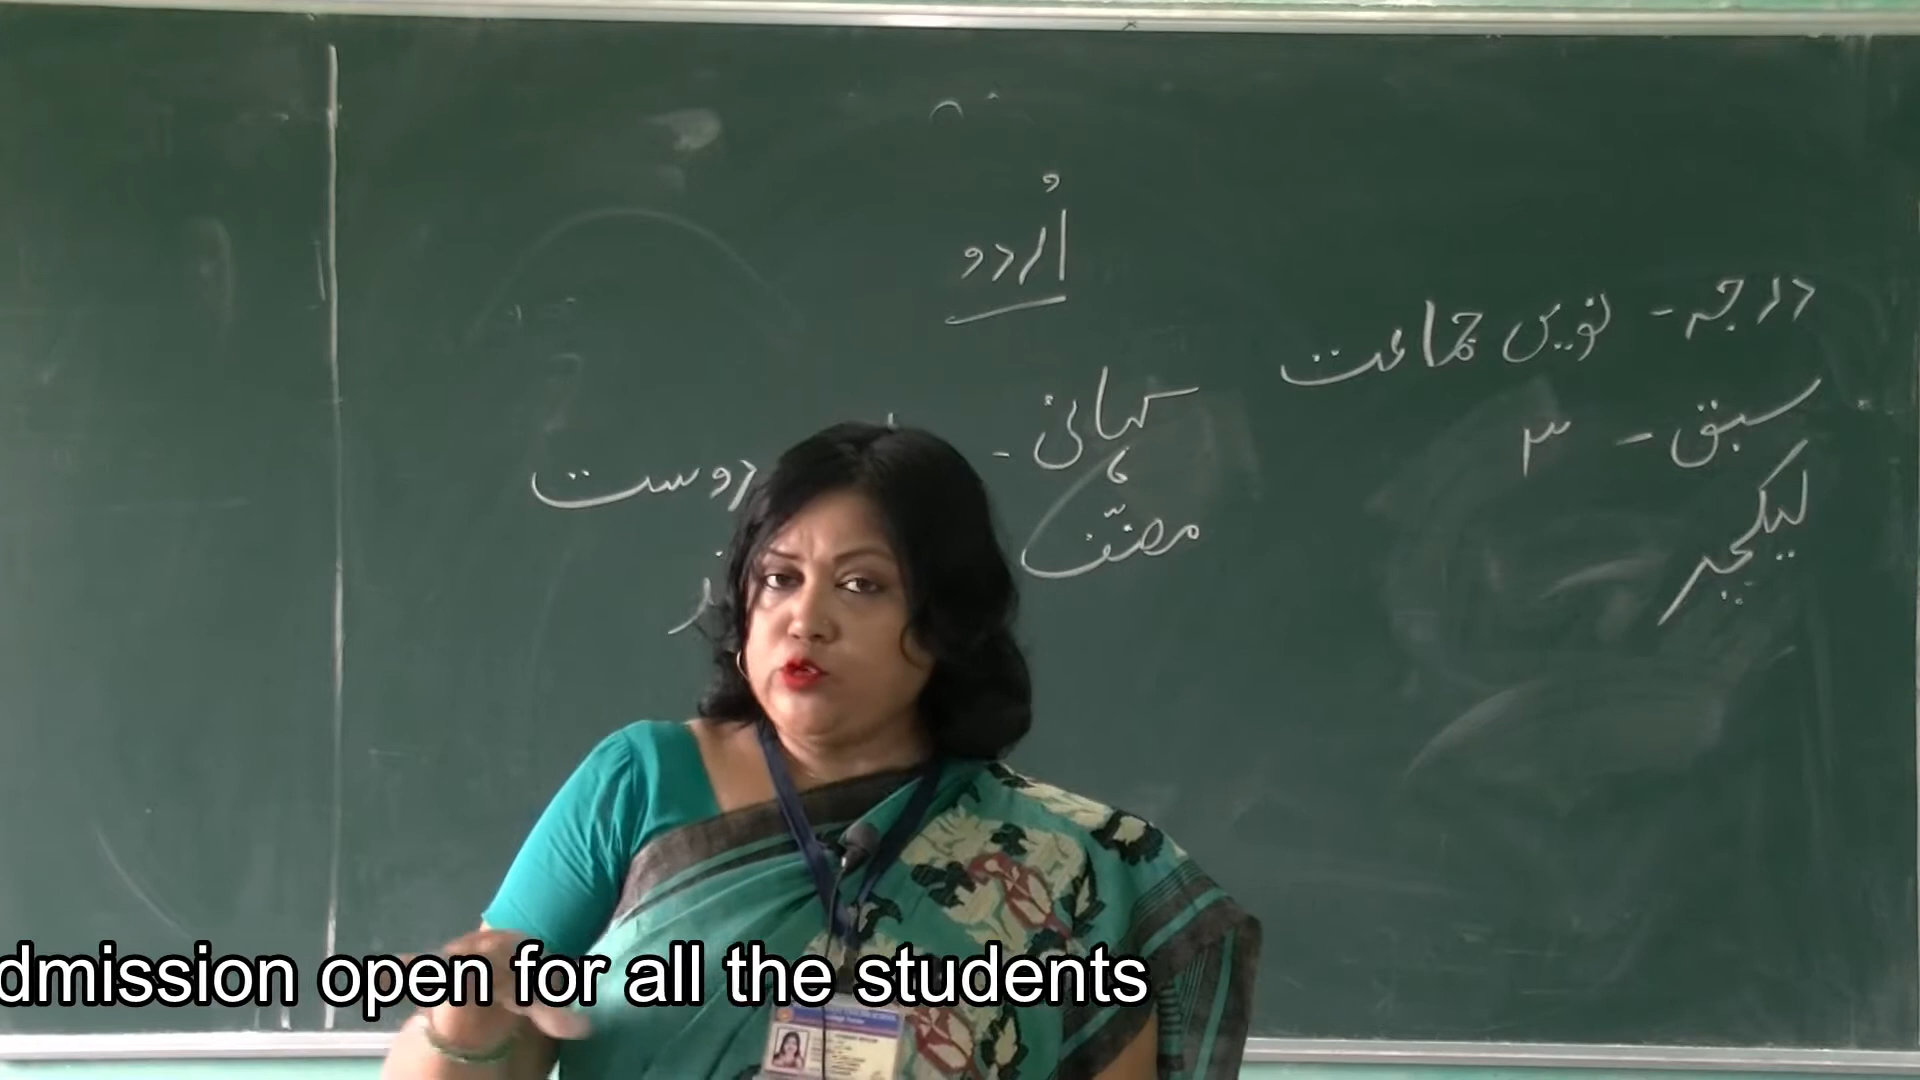 اُردو
درجہ - نویں جماعت
سبق - ۳
لیکچر
کہانی - دوست
مصنّف
dmission open for all the students